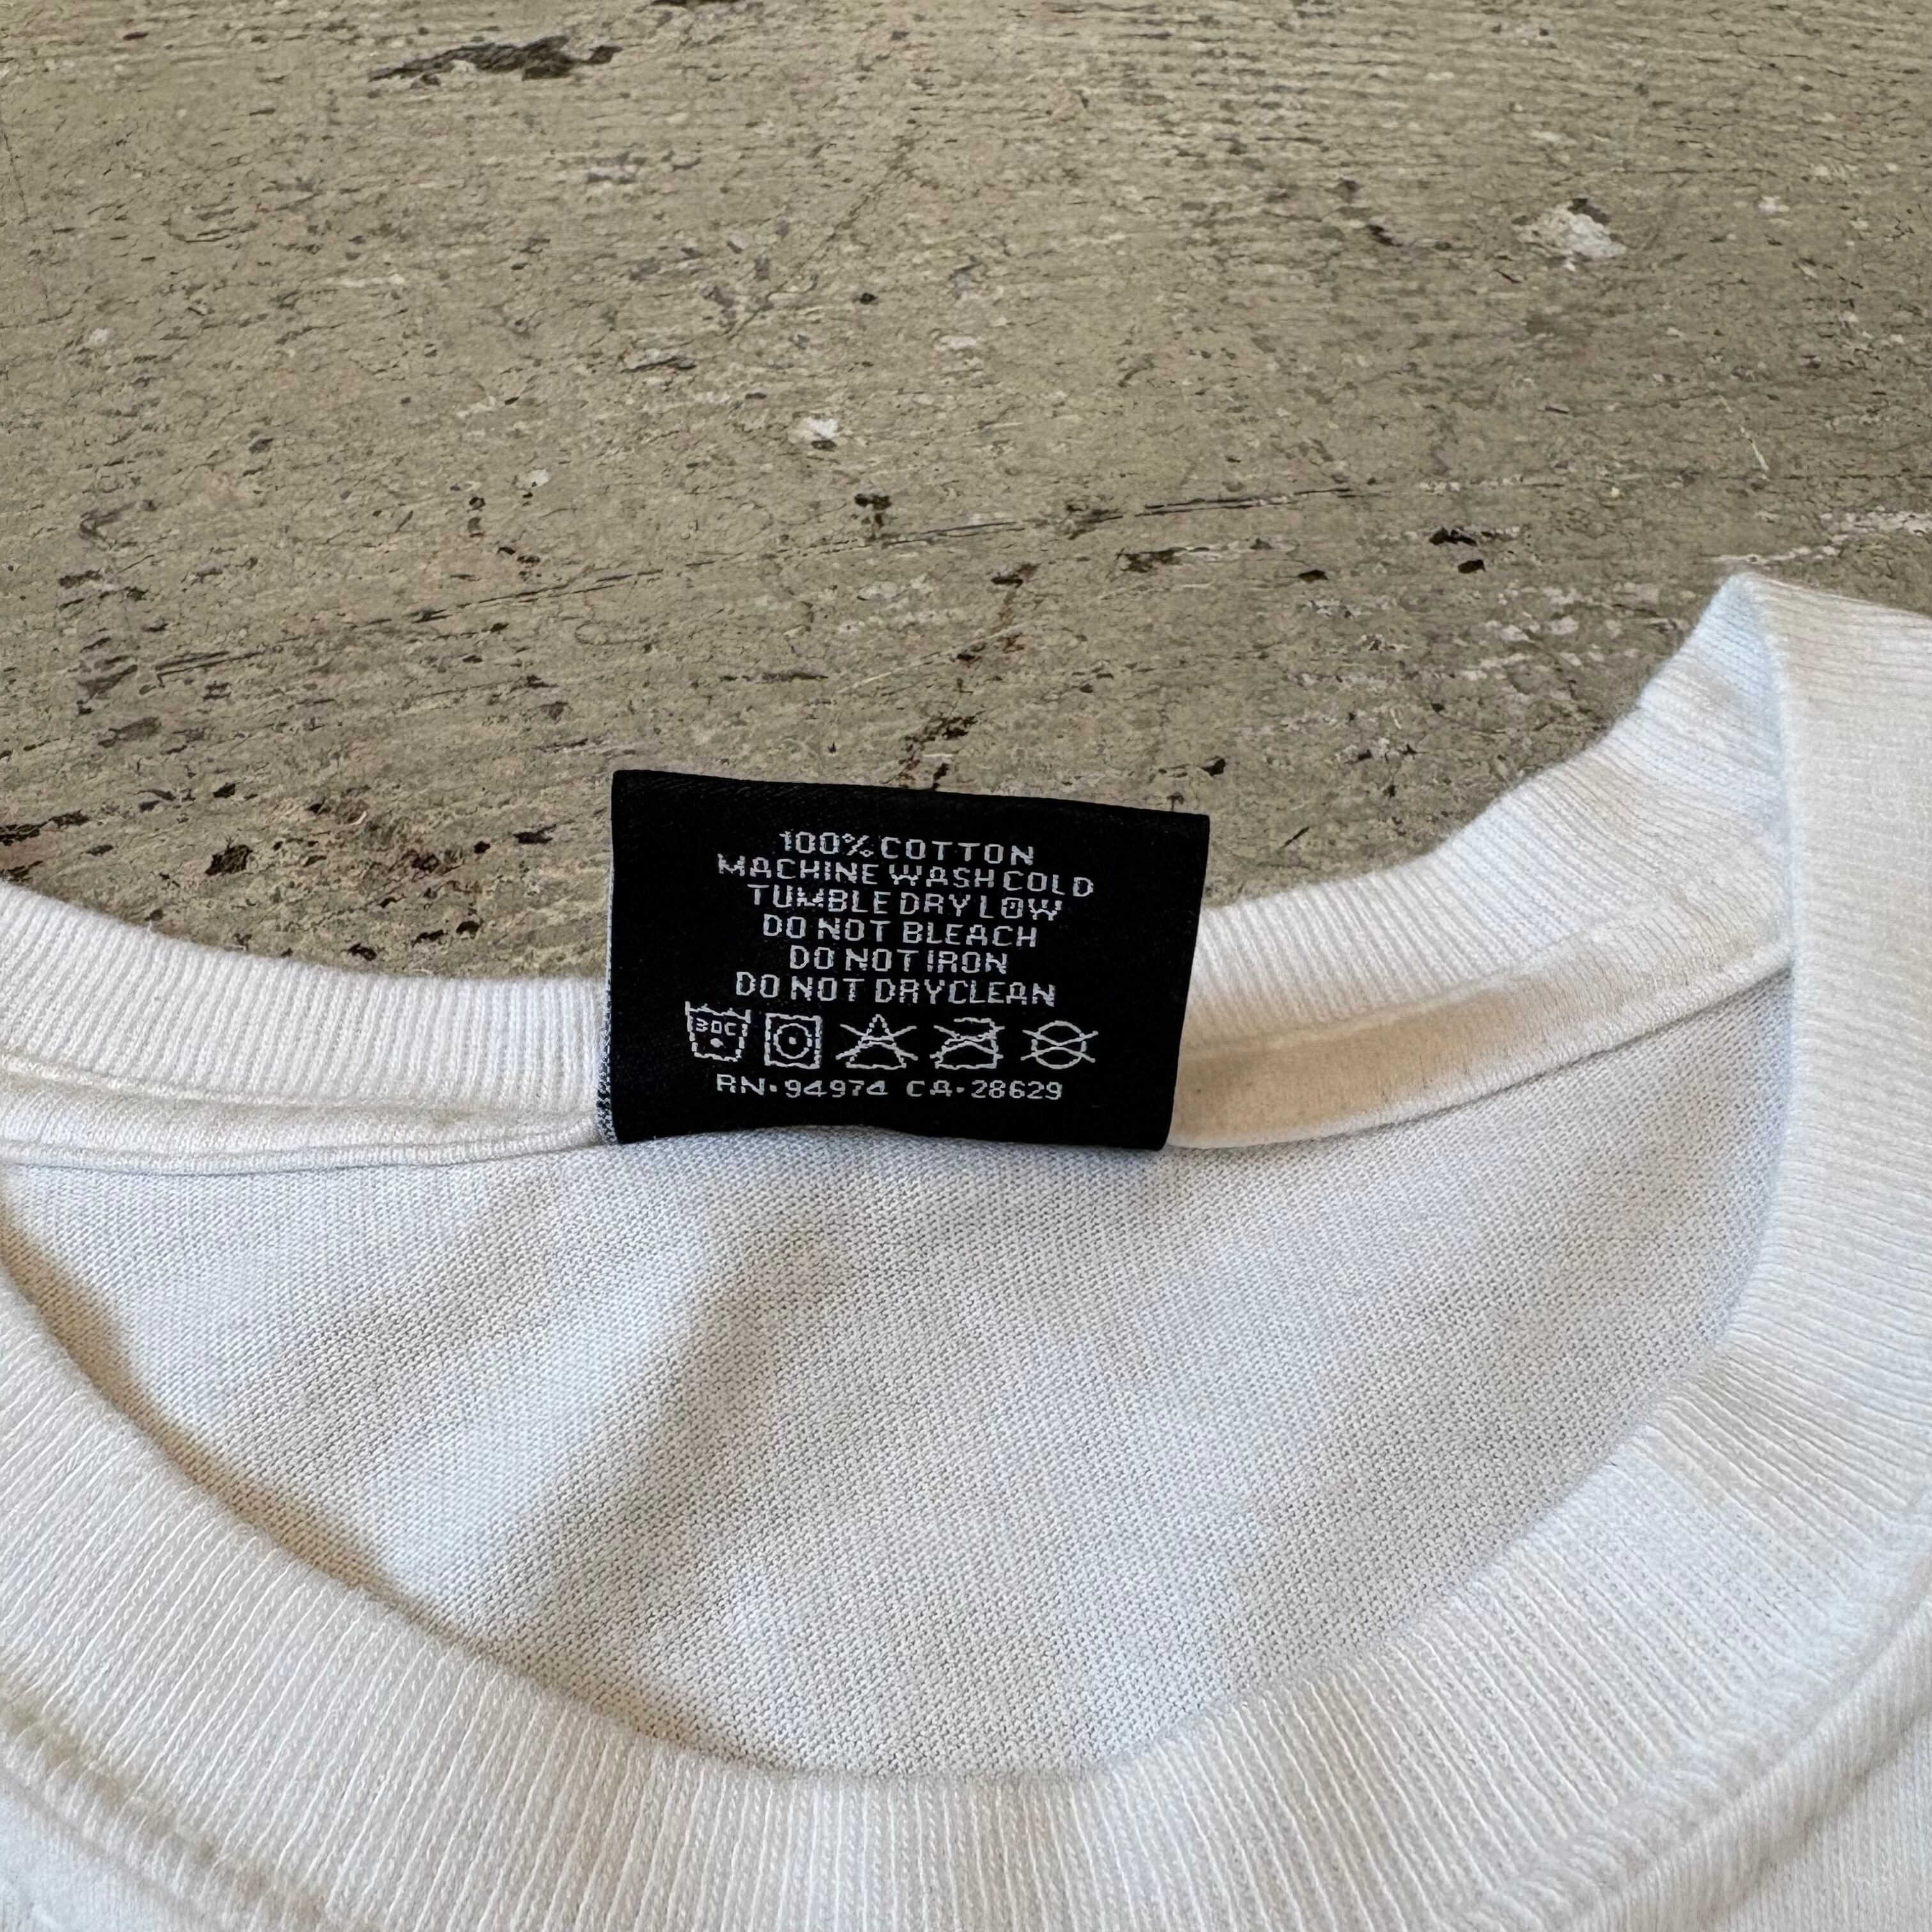 100% COTTON
MACHINE WASH COLD
TUMBLE DRY LOW
DO NOT BLEACH
DO NOT IRON
DO NOT DRYCLEAN
30C
RN-94974 CA-28629